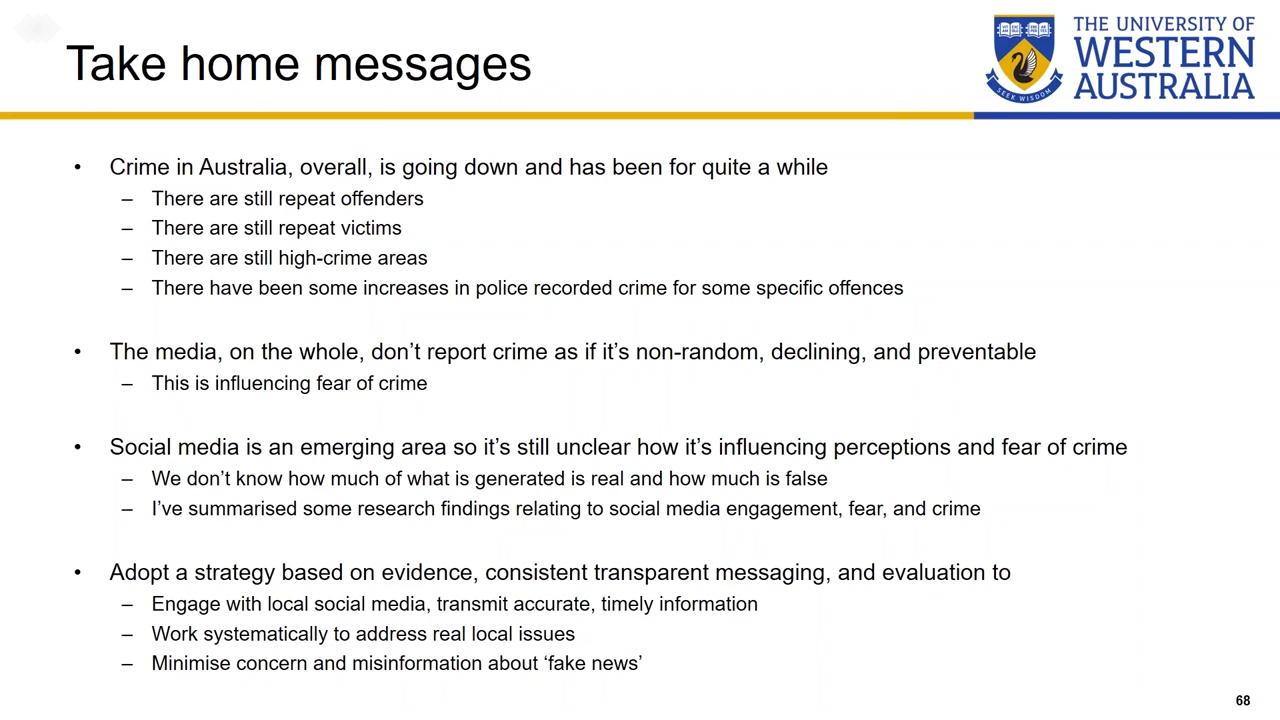 Take home messages
THE UNIVERSITY OF
WESTERN
AUSTRALIA
SEEK WISDOM
• Crime in Australia, overall, is going down and has been for quite a while
– There are still repeat offenders
– There are still repeat victims
– There are still high-crime areas
– There have been some increases in police recorded crime for some specific offences
• The media, on the whole, don’t report crime as if it’s non-random, declining, and preventable
– This is influencing fear of crime
• Social media is an emerging area so it’s still unclear how it’s influencing perceptions and fear of crime
– We don’t know how much of what is generated is real and how much is false
– I’ve summarised some research findings relating to social media engagement, fear, and crime
• Adopt a strategy based on evidence, consistent transparent messaging, and evaluation to
– Engage with local social media, transmit accurate, timely information
– Work systematically to address real local issues
– Minimise concern and misinformation about ‘fake news’
68